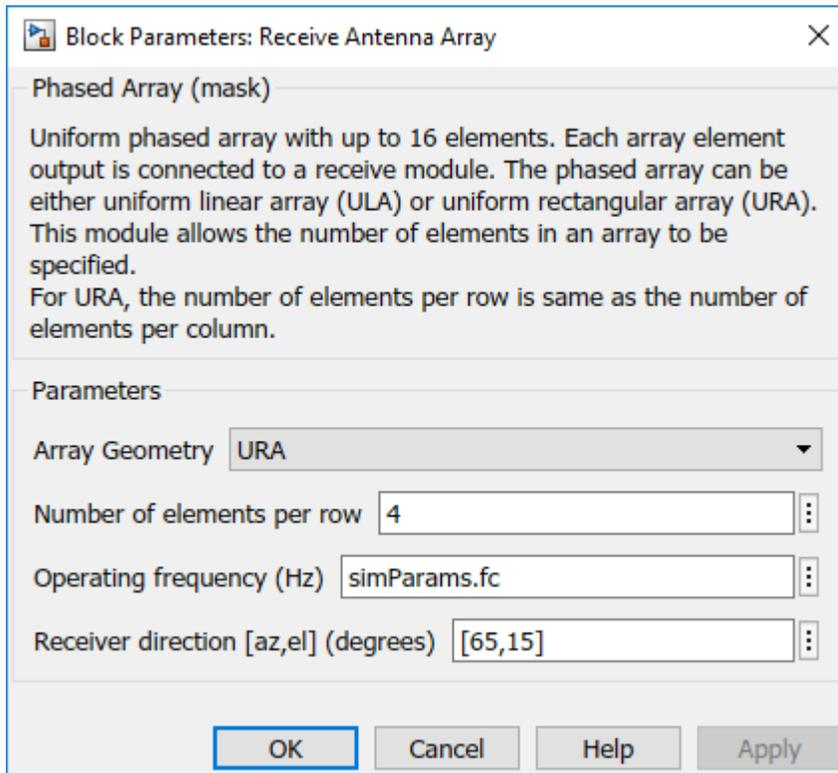 Block Parameters: Receive Antenna Array
Phased Array (mask)
Uniform phased array with up to 16 elements. Each array element
output is connected to a receive module. The phased array can be
either uniform linear array (ULA) or uniform rectangular array (URA).
This module allows the number of elements in an array to be
specified.
For URA, the number of elements per row is same as the number of
elements per column.
Parameters
Array Geometry URA
Number of elements per row 4
Operating frequency (Hz) simParams.fc
Receiver direction [az,el] (degrees) [65,15]
OK Cancel Help Apply